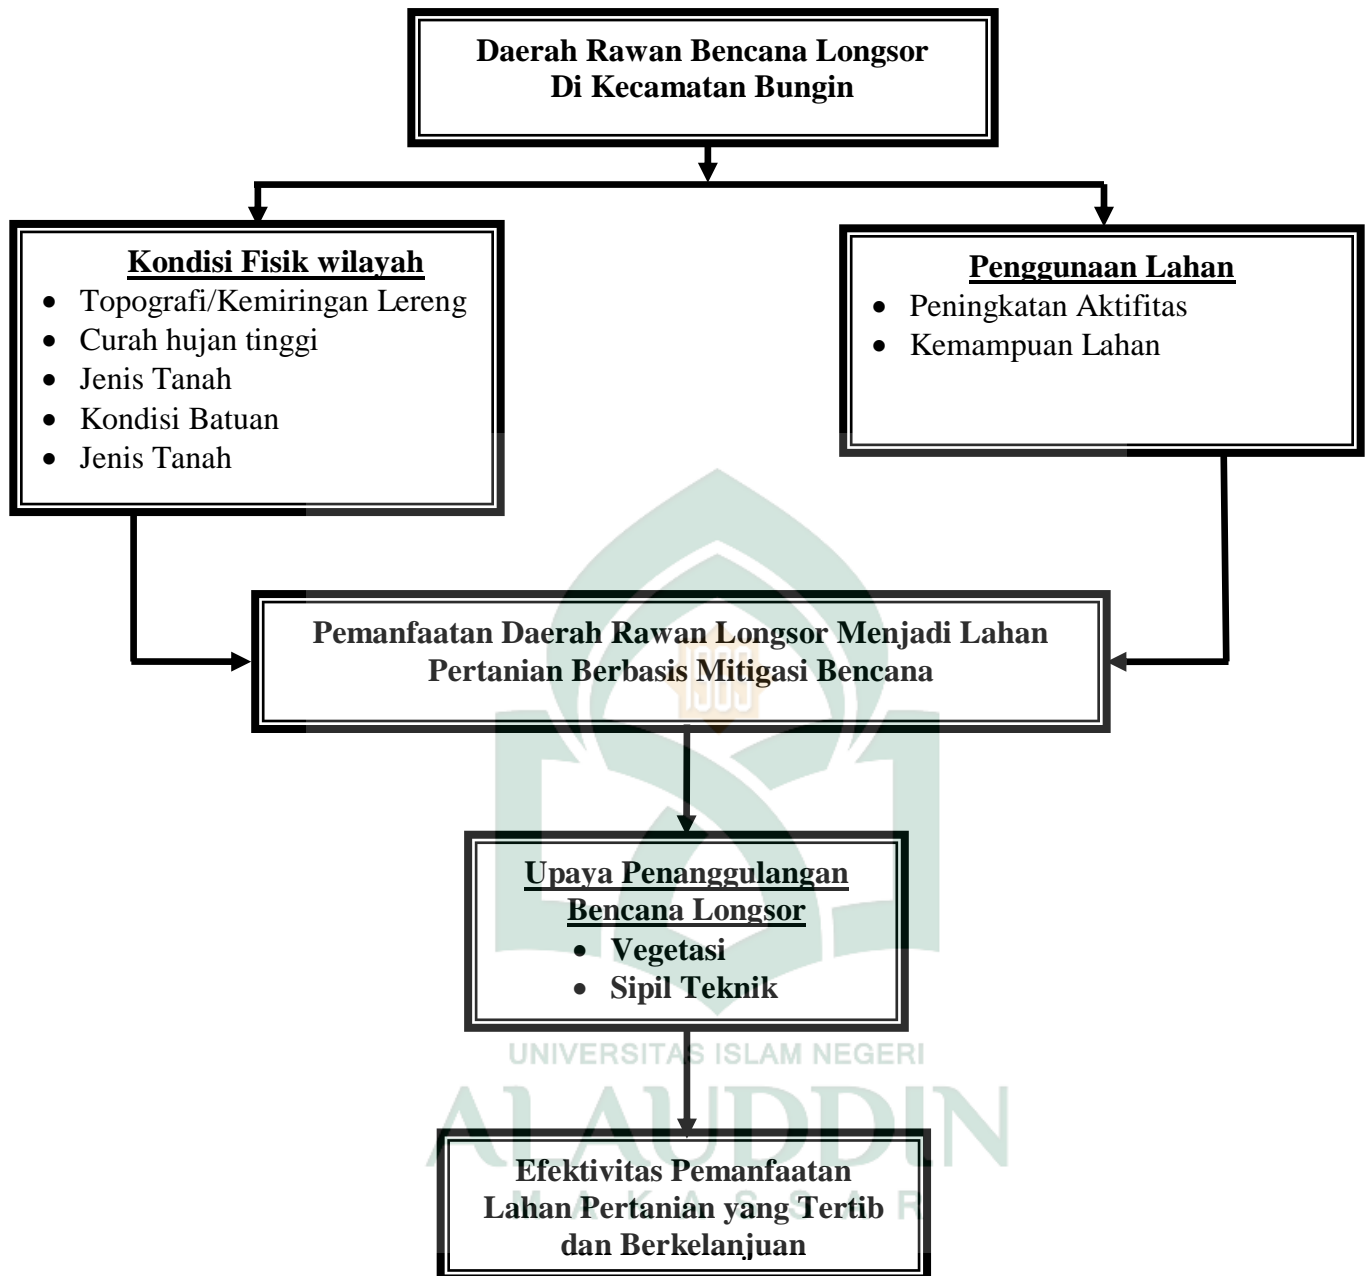 Daerah Rawan Bencana Longsor
Di Kecamatan Bungin
Kondisi Fisik wilayah
• Topografi/Kemiringan Lereng
• Curah hujan tinggi
• Jenis Tanah
• Kondisi Batuan
• Jenis Tanah
Penggunaan Lahan
• Peningkatan Aktifitas
• Kemampuan Lahan
Pemanfaatan Daerah Rawan Longsor Menjadi Lahan
Pertanian Berbasis Mitigasi Bencana
1965
Upaya Penanggulangan
Bencana Longsor
• Vegetasi
• Sipil Teknik
UNIVERSITAS ISLAM NEGERI
ALAUDDIN
MAKASSAR
Efektivitas Pemanfaatan
Lahan Pertanian yang Tertib
dan Berkelanjuan